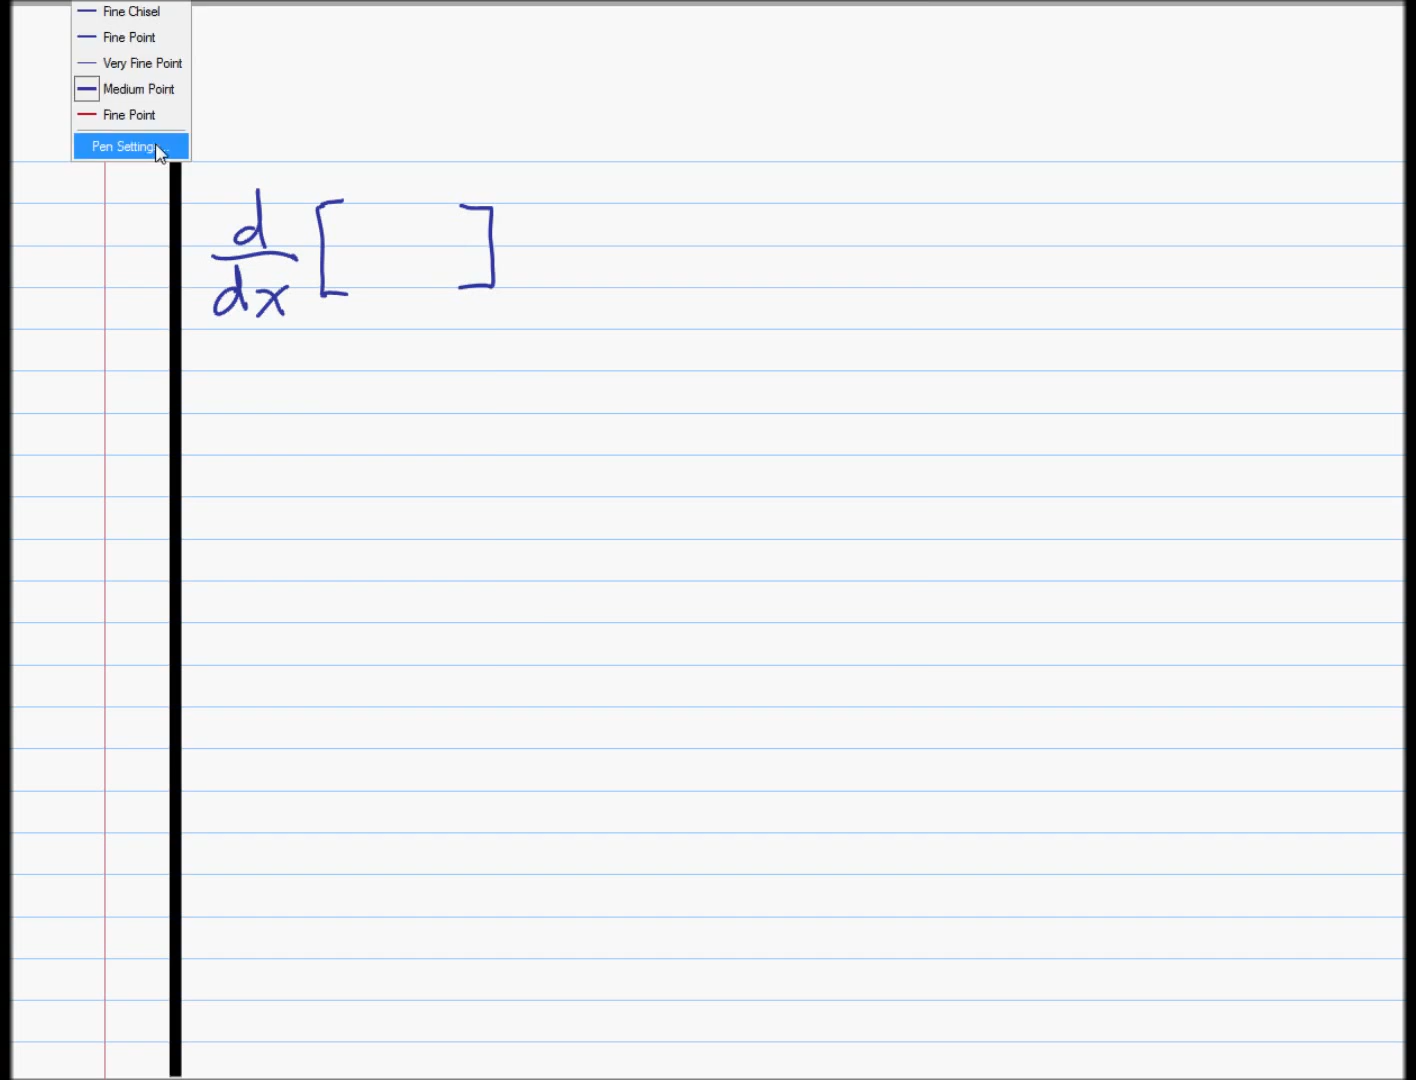 Fine Chisel
Fine Point
Very Fine Point
Medium Point
Fine Point
Pen Setting
d
dx [ ]